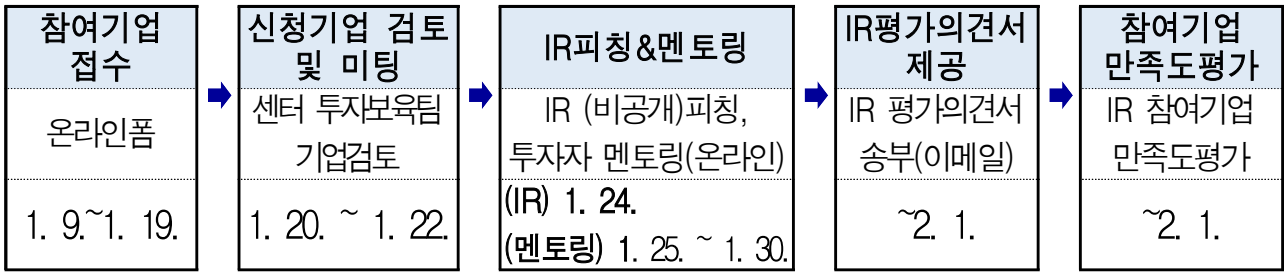 참여기업
접수
온라인폼
1. 9.~1. 19.
신청기업 검토
및 미팅
센터 투자보육팀
기업검토
1. 20. ~ 1. 22.
IR피칭&멘토링
IR (비공개)피칭,
투자자 멘토링(온라인)
(IR) 1. 24.
(멘토링) 1. 25. ~ 1. 30.
IR평가의견서
제공
IR 평가의견서
송부(이메일)
~2. 1.
참여기업
만족도평가
IR 참여기업
만족도평가
~2. 1.